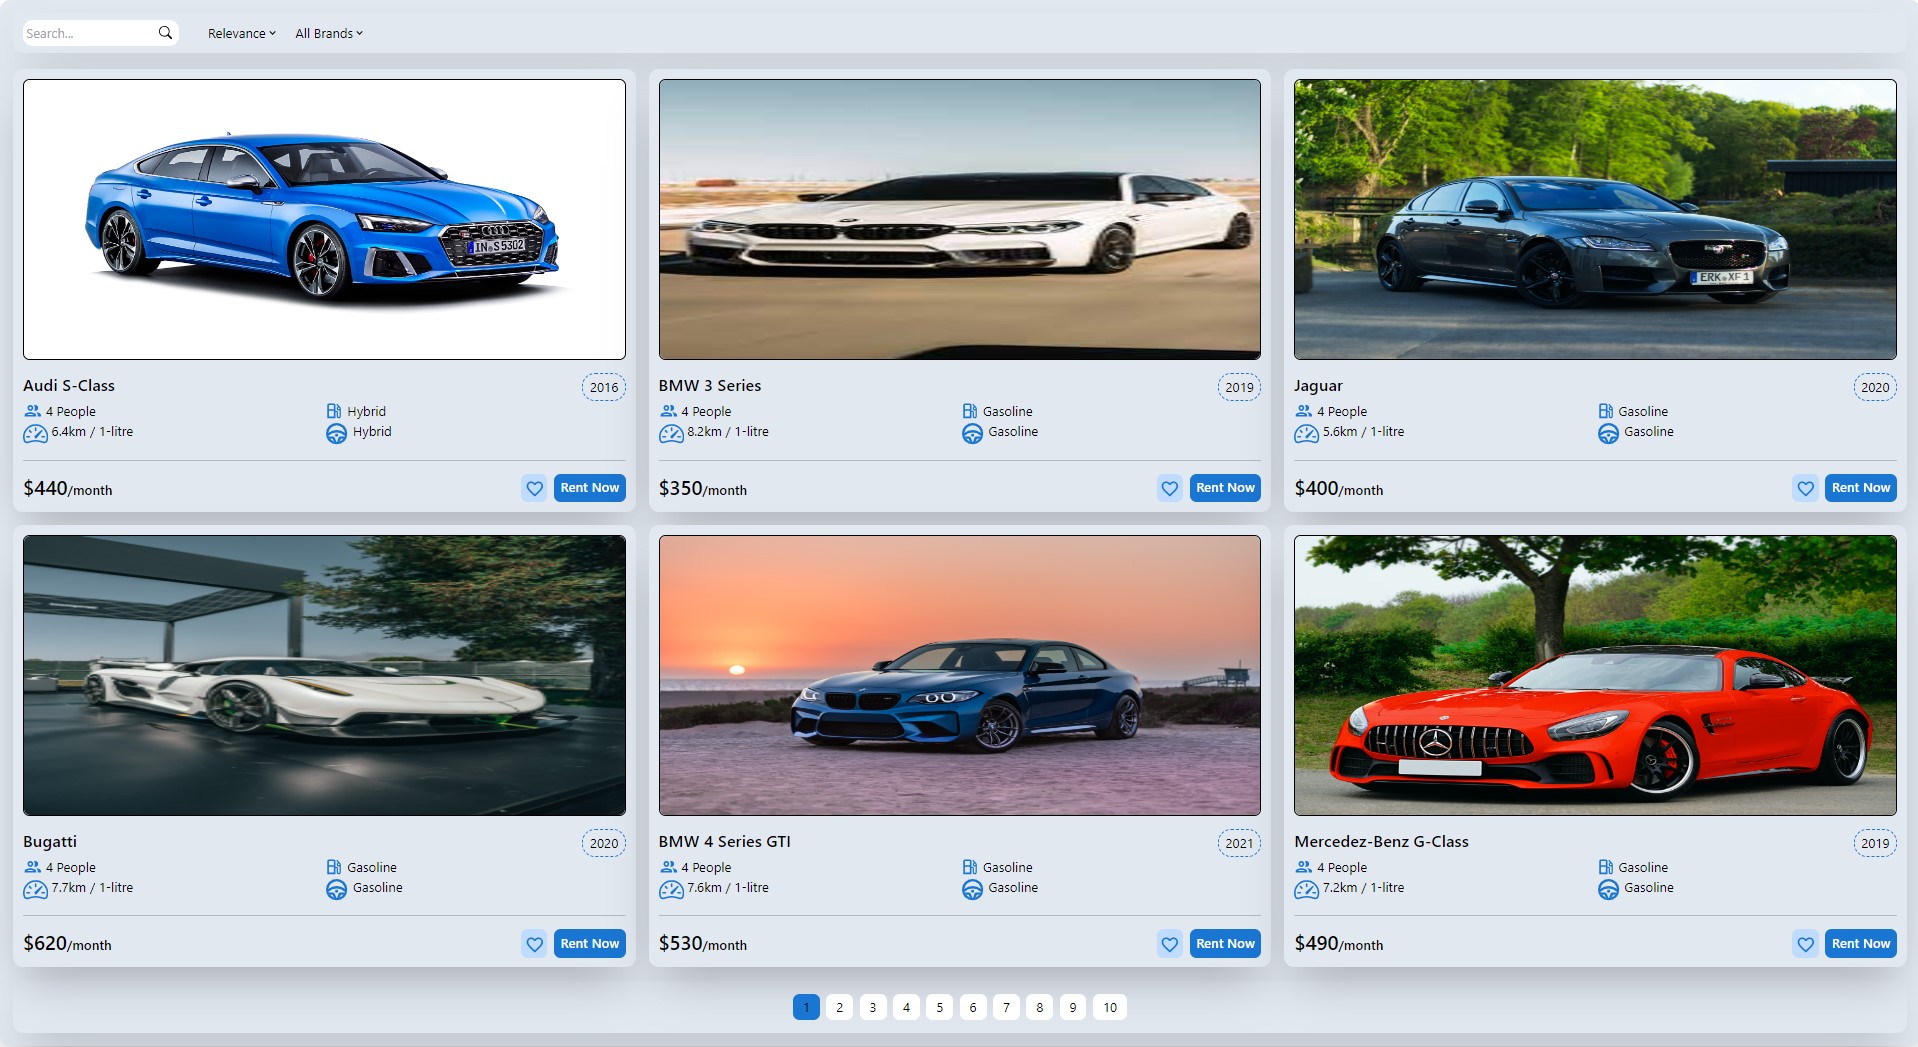 Search...
Relevance
All Brands
IN S 5302
ERK XF 1
Audi S-Class
2016
4 People
Hybrid
6.4km / 1-litre
Hybrid
$440/month
Rent Now
BMW 3 Series
2019
4 People
Gasoline
8.2km / 1-litre
Gasoline
$350/month
Rent Now
Jaguar
2020
4 People
Gasoline
5.6km / 1-litre
Gasoline
$400/month
Rent Now
Bugatti
2020
4 People
Gasoline
7.7km / 1-litre
Gasoline
$620/month
Rent Now
BMW 4 Series GTI
2021
4 People
Gasoline
7.6km / 1-litre
Gasoline
$530/month
Rent Now
Mercedez-Benz G-Class
2019
4 People
Gasoline
7.2km / 1-litre
Gasoline
$490/month
Rent Now
1 2 3 4 5 6 7 8 9 10